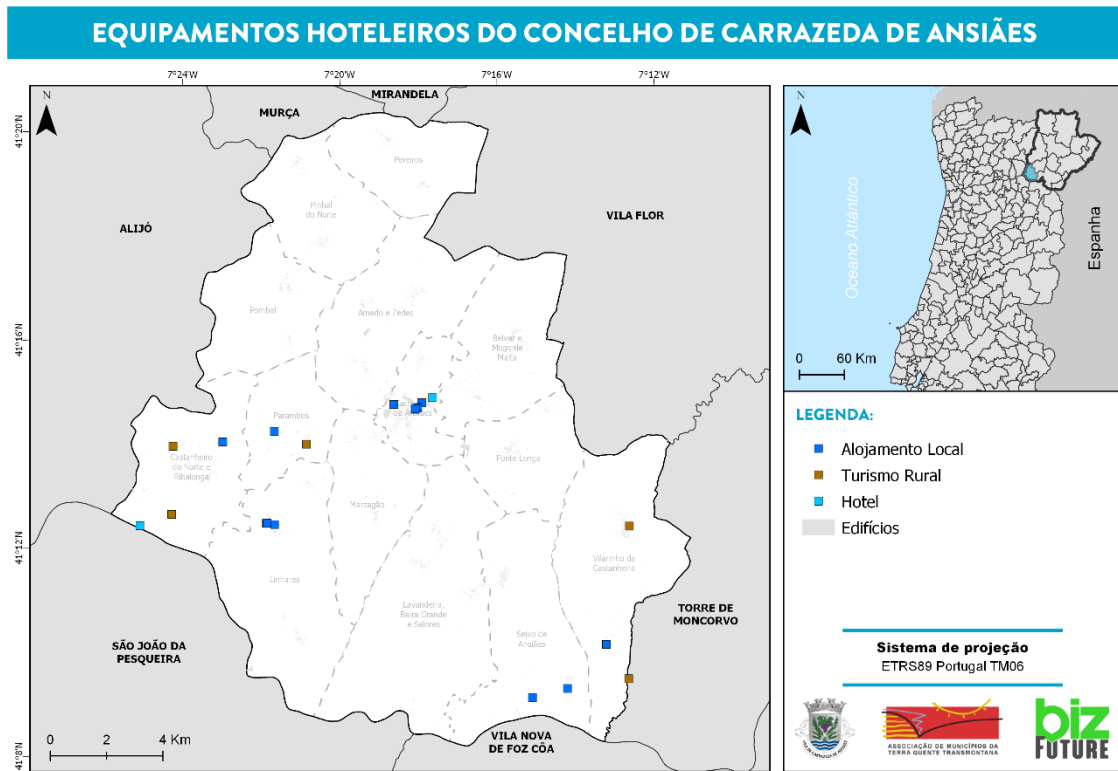 EQUIPAMENTOS HOTELEIROS DO CONCELHO DE CARRAZEDA DE ANSIÃES
7°24'W
7°20'W
7°16'W
7°12'W
41°20'N
41°16'N
41°12'N
41°8'N
N
MIRANDELA
MURÇA
ALIJÓ
VILA FLOR
Pereiros
Pinhal
do Norte
Pombal
Amedo e Zedes
Belver e
Mogo de
Malta
de Ansiães
Parambos
Castanheiro
do Norte e
Ribalonga
Fonte Longa
Marzagão
Linhares
Vilarinho da
Castanheira
Lavandeira,
Beira Grande
e Selores
Seixo de
Ansiães
TORRE DE
MONCORVO
SÃO JOÃO DA
PESQUEIRA
VILA NOVA
DE FOZ CÔA
0 2 4 Km
N
Oceano Atlântico
Espanha
0 60 Km
LEGENDA:
Alojamento Local
Turismo Rural
Hotel
Edifícios
Sistema de projeção
ETRS89 Portugal TM06
ASSOCIAÇÃO DE MUNICÍPIOS DA
TERRA QUENTE TRANSMONTANA
biz
FUTURE